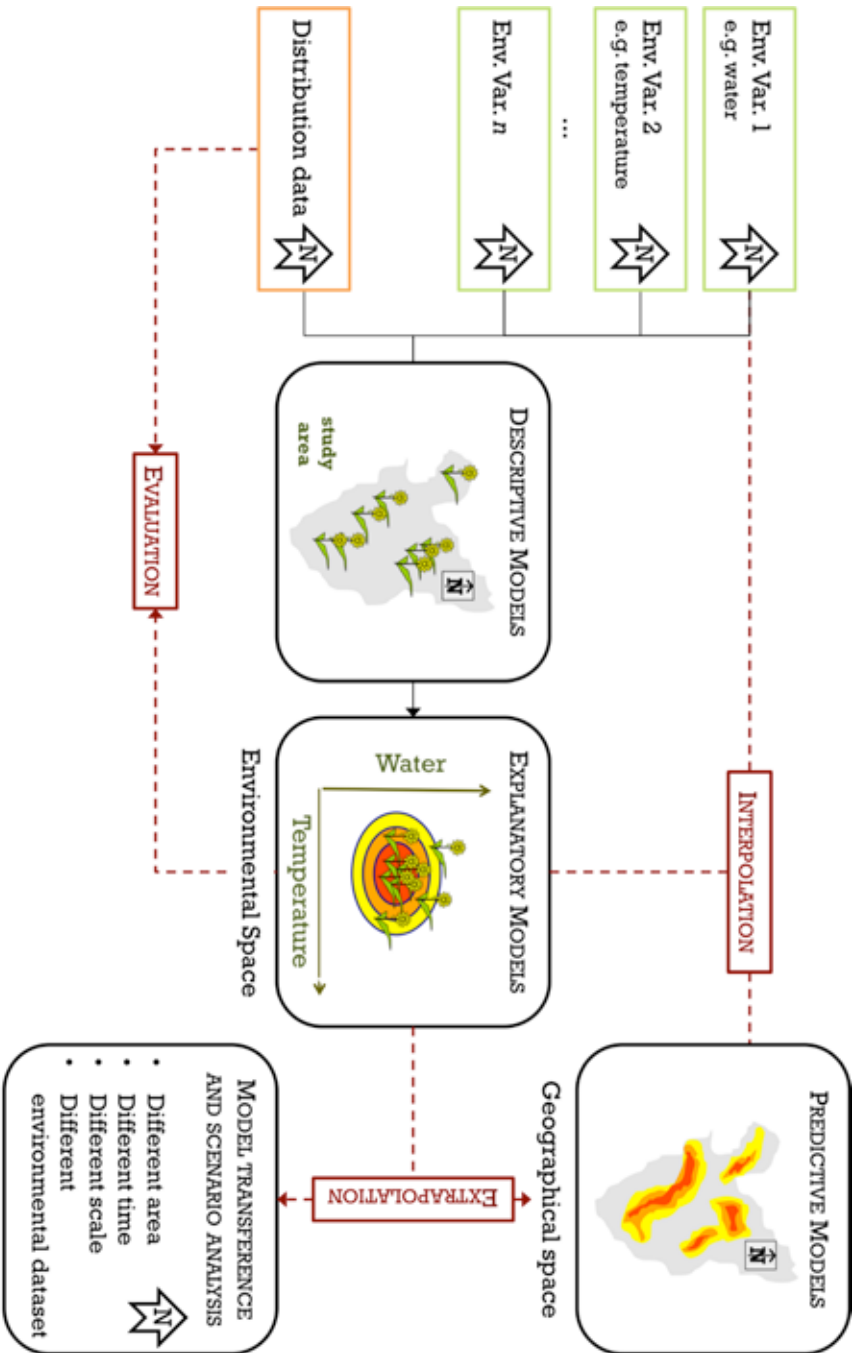 Env. Var. 1
e.g. water
N
Env. Var. 2
e.g. temperature
N
...
Env. Var. n
N
Distribution data
N
DESCRIPTIVE MODELS
N
study
area
EXPLANATORY MODELS
Water
Temperature
Environmental Space
INTERPOLATION
EVALUATION
EXTRAPOLATION
PREDICTIVE MODELS
N
Geographical space
MODEL TRANSFERENCE
AND SCENARIO ANALYSIS
• Different area
• Different time
• Different scale
• Different
environmental dataset
N